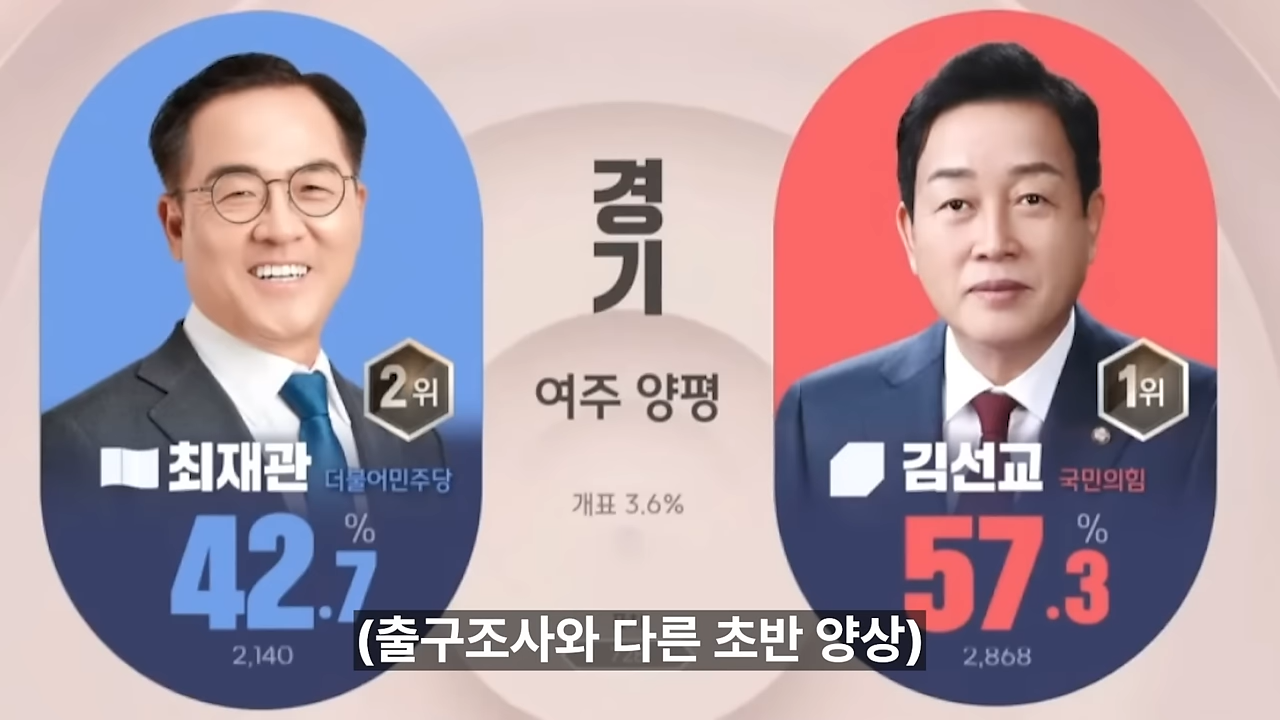 경기
여주 양평
개표 3.6%
2위
최재관 더불어민주당
42.7%
2,140
1위
김선교 국민의힘
57.3%
2,868
(출구조사와 다른 초반 양상)